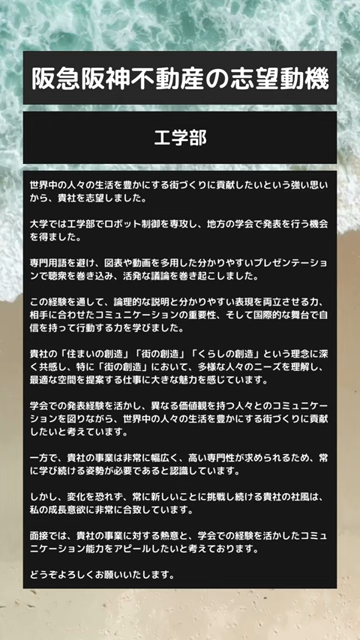 阪急阪神不動産の志望動機
工学部
世界中の人々の生活を豊かにする街づくりに貢献したいという強い思い
から、貴社を志望しました。
大学では工学部でロボット制御を専攻し、地方の学会で発表を行う機会
を得ました。
専門用語を避け、図表や動画を多用した分かりやすいプレゼンテーショ
ンで聴衆を巻き込み、活発な議論を巻き起こしました。
この経験を通して、論理的な説明と分かりやすい表現を両立させる力、
相手に合わせたコミュニケーションの重要性、そして国際的な舞台で自
信を持って行動する力を学びました。
貴社の「住まいの創造」「街の創造」「くらしの創造」という理念に深
く共感し、特に「街の創造」において、多様な人々のニーズを理解し、
最適な空間を提案する仕事に大きな魅力を感じています。
学会での発表経験を活かし、異なる価値観を持つ人々とのコミュニケー
ションを図りながら、世界中の人々の生活を豊かにする街づくりに貢献
したいと考えています。
一方で、貴社の事業は非常に幅広く、高い専門性が求められるため、常
に学び続ける姿勢が必要であると認識しています。
しかし、変化を恐れず、常に新しいことに挑戦し続ける貴社の社風は、
私の成長意欲に非常に合致しています。
面接では、貴社の事業に対する熱意と、学会での経験を活かしたコミュ
ニケーション能力をアピールしたいと考えております。
どうぞよろしくお願いいたします。